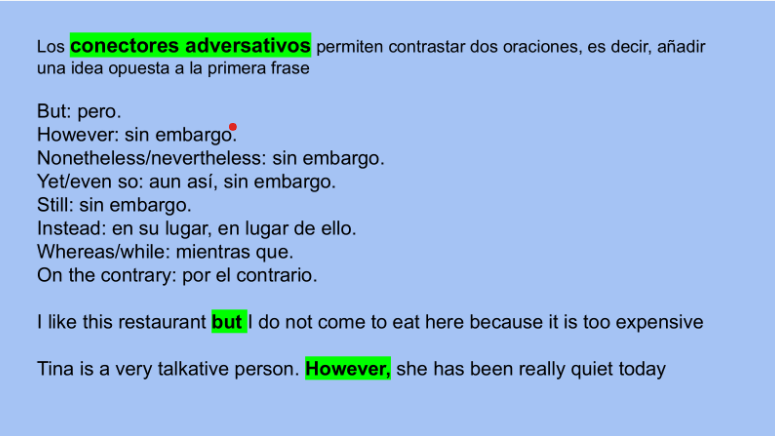 Los conectores adversativos permiten contrastar dos oraciones, es decir, añadir
una idea opuesta a la primera frase
But: pero.
However: sin embargo.
Nonetheless/nevertheless: sin embargo.
Yet/even so: aun así, sin embargo.
Still: sin embargo.
Instead: en su lugar, en lugar de ello.
Whereas/while: mientras que.
On the contrary: por el contrario.
I like this restaurant but I do not come to eat here because it is too expensive
Tina is a very talkative person. However, she has been really quiet today